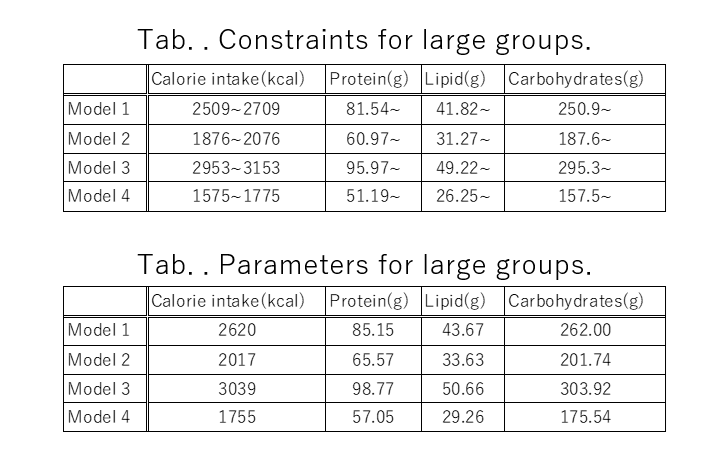 Tab. . Constraints for large groups.
Calorie intake(kcal) Protein(g) Lipid(g) Carbohydrates(g)
Model 1 2509~2709 81.54~ 41.82~ 250.9~
Model 2 1876~2076 60.97~ 31.27~ 187.6~
Model 3 2953~3153 95.97~ 49.22~ 295.3~
Model 4 1575~1775 51.19~ 26.25~ 157.5~
Tab. . Parameters for large groups.
Calorie intake(kcal) Protein(g) Lipid(g) Carbohydrates(g)
Model 1 2620 85.15 43.67 262.00
Model 2 2017 65.57 33.63 201.74
Model 3 3039 98.77 50.66 303.92
Model 4 1755 57.05 29.26 175.54